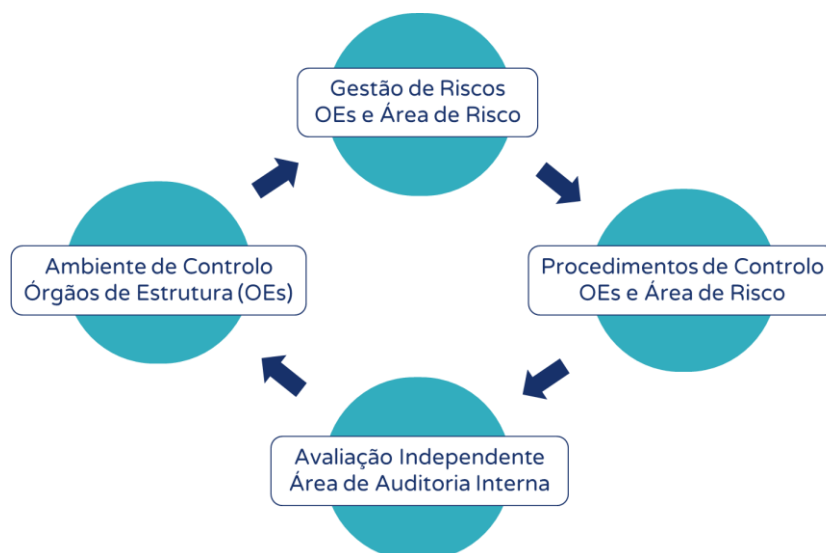 Gestão de Riscos
OEs e Área de Risco
Ambiente de Controlo
Órgãos de Estrutura (OEs)
Procedimentos de Controlo
OEs e Área de Risco
Avaliação Independente
Área de Auditoria Interna